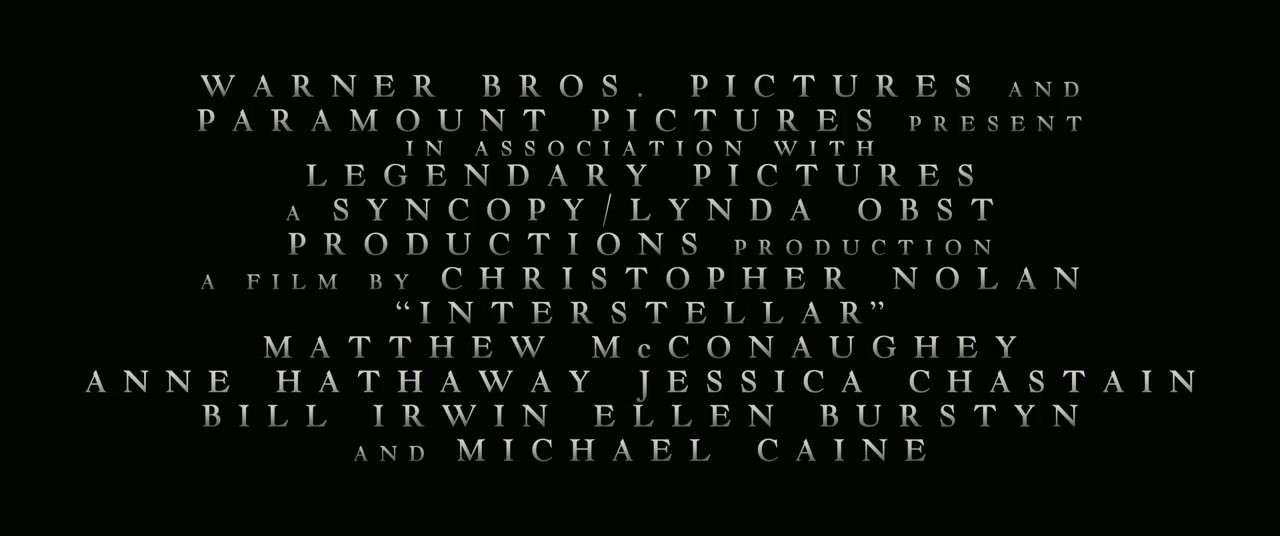 WARNER BROS. PICTURES AND
PARAMOUNT PICTURES PRESENT
IN ASSOCIATION WITH
LEGENDARY PICTURES
A SYNCOPY/LYNDA OBST
PRODUCTIONS PRODUCTION
A FILM BY CHRISTOPHER NOLAN
“INTERSTELLAR”
MATTHEW McCONAUGHEY
ANNE HATHAWAY JESSICA CHASTAIN
BILL IRWIN ELLEN BURSTYN
AND MICHAEL CAINE